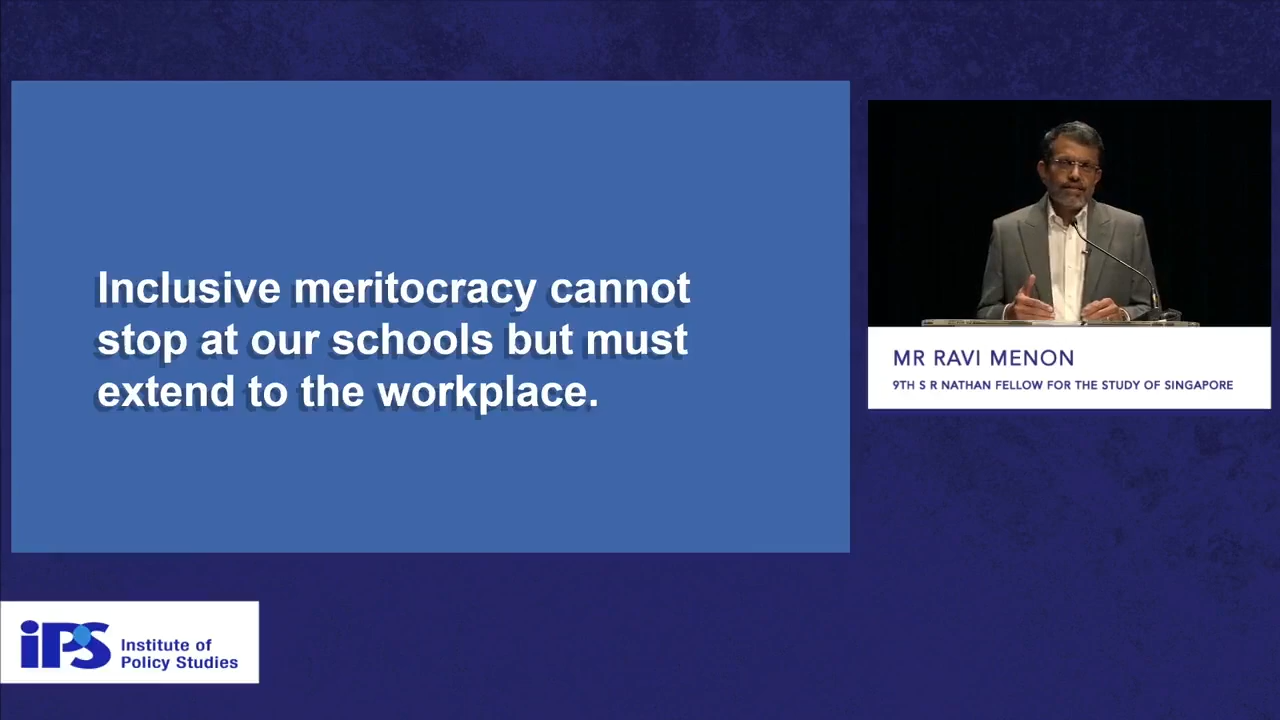 Inclusive meritocracy cannot
stop at our schools but must
extend to the workplace.
MR RAVI MENON
9TH S R NATHAN FELLOW FOR THE STUDY OF SINGAPORE
iPS
Institute of
Policy Studies